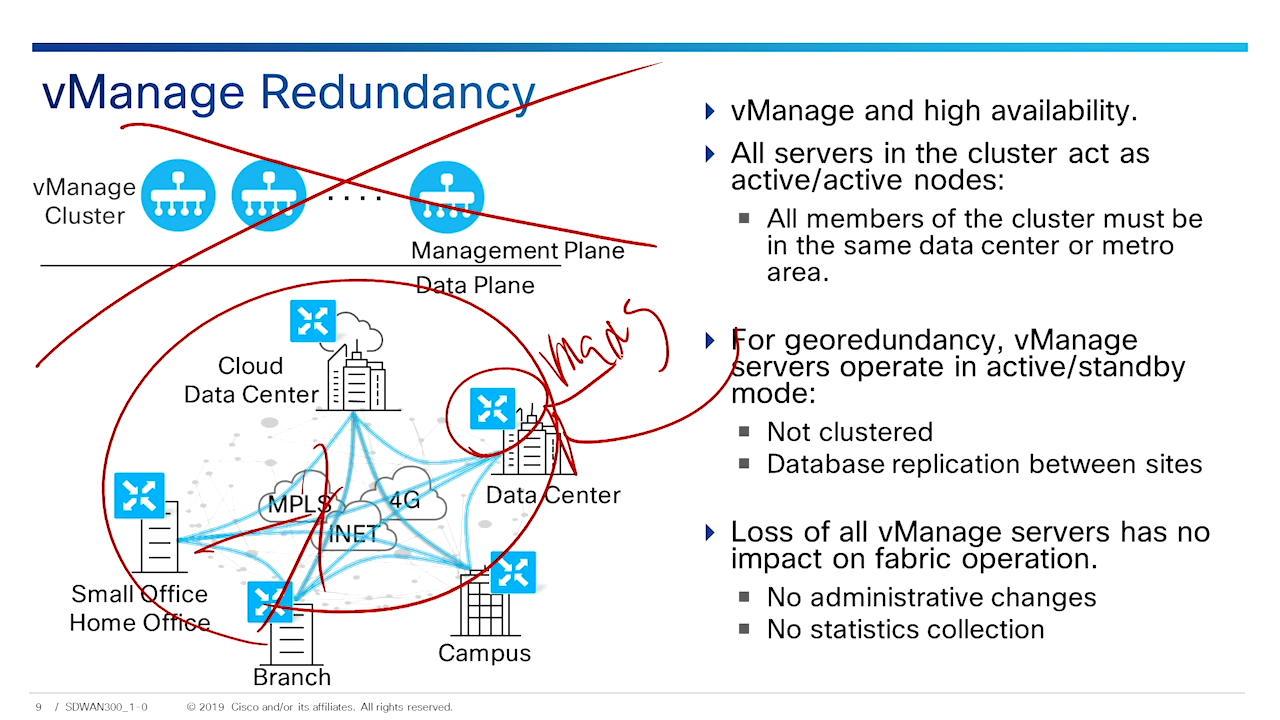 vManage Redundancy
vManage
Cluster
Management Plane
Data Plane
Cloud
Data Center
Data Center
MPLS
4G
INET
Small Office
Home Office
Branch
Campus
vManage and high availability.
All servers in the cluster act as
active/active nodes:
All members of the cluster must be
in the same data center or metro
area.
For georedundancy, vManage
servers operate in active/standby
mode:
Not clustered
Database replication between sites
Loss of all vManage servers has no
impact on fabric operation.
No administrative changes
No statistics collection
9 / SDWAN300_1-0 © 2019 Cisco and/or its affiliates. All rights reserved.